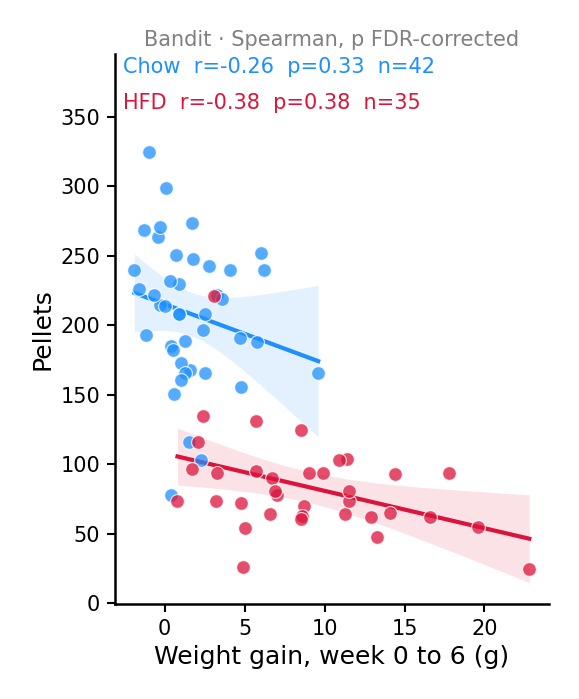 Bandit · Spearman, p FDR-corrected
Chow r=-0.26 p=0.33 n=42
HFD r=-0.38 p=0.38 n=35
350
300
250
200
150
100
50
0
Pellets
0 5 10 15 20
Weight gain, week 0 to 6 (g)